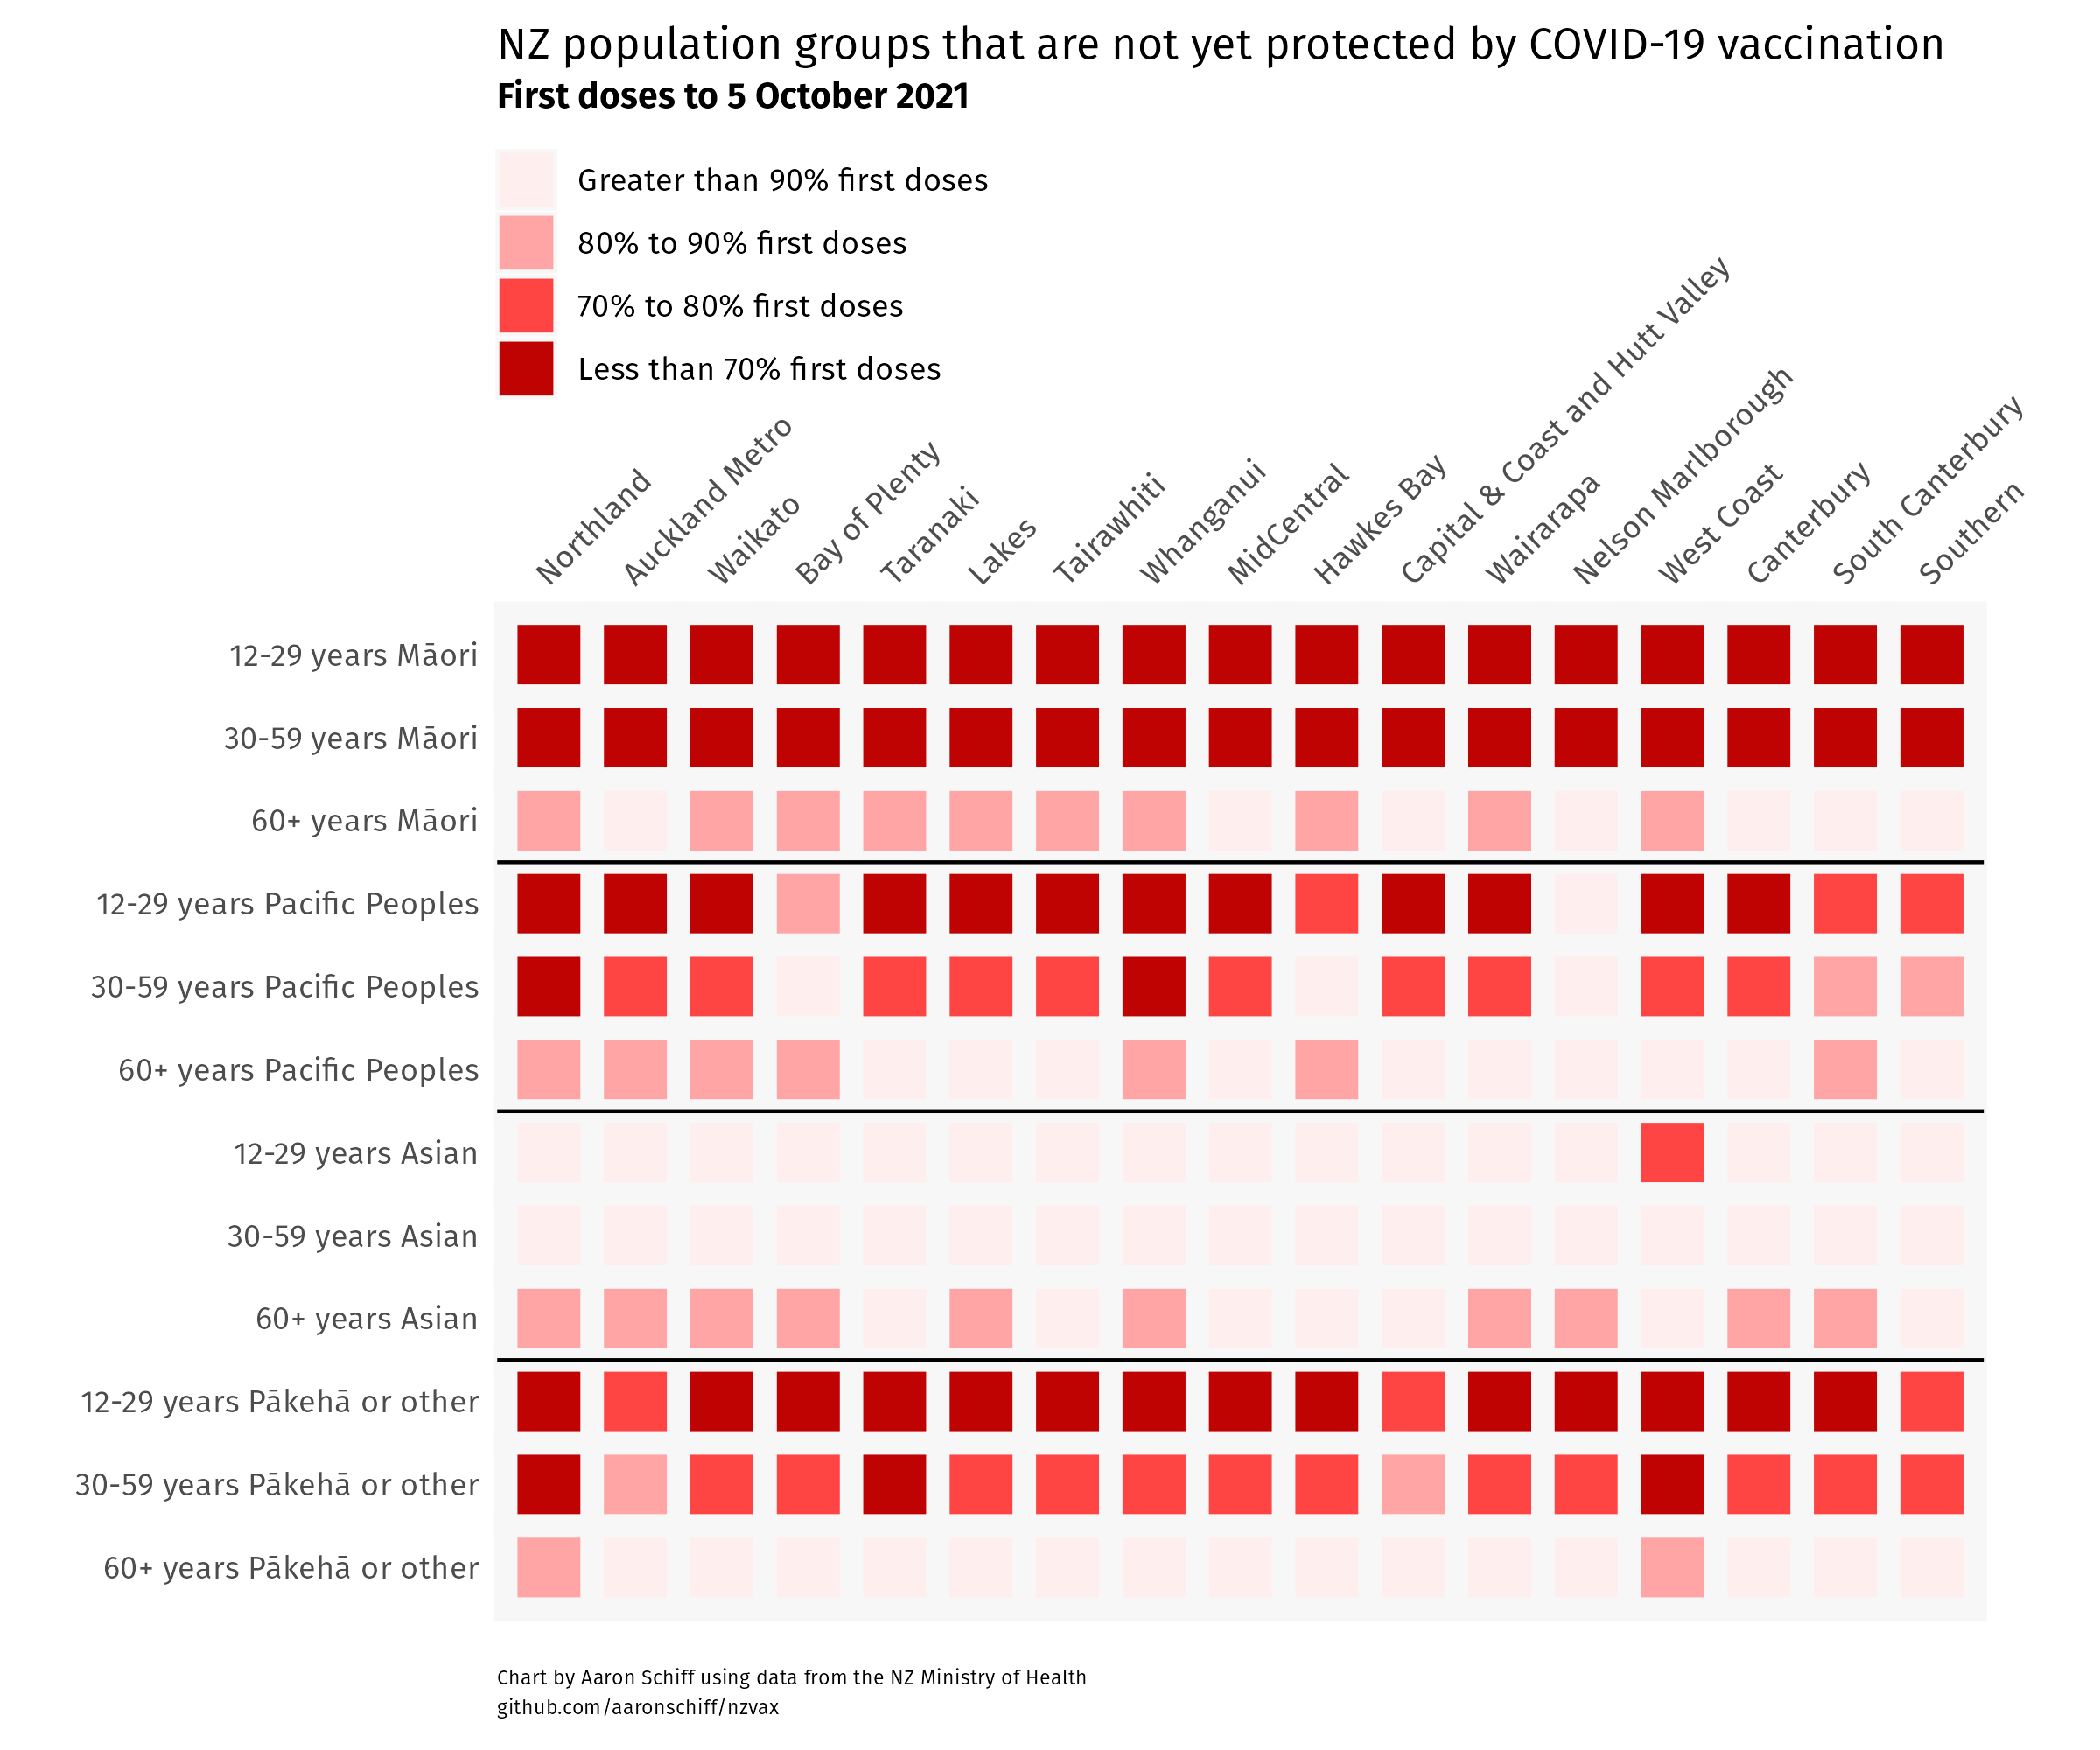 NZ population groups that are not yet protected by COVID-19 vaccination
First doses to 5 October 2021
Greater than 90% first doses
80% to 90% first doses
70% to 80% first doses
Less than 70% first doses
Northland
Auckland Metro
Waikato
Bay of Plenty
Taranaki
Lakes
Tairawhiti
Whanganui
MidCentral
Hawkes Bay
Capital & Coast and Hutt Valley
Wairarapa
Nelson Marlborough
West Coast
Canterbury
South Canterbury
Southern
12-29 years Māori
30-59 years Māori
60+ years Māori
12-29 years Pacific Peoples
30-59 years Pacific Peoples
60+ years Pacific Peoples
12-29 years Asian
30-59 years Asian
60+ years Asian
12-29 years Pākehā or other
30-59 years Pākehā or other
60+ years Pākehā or other
Chart by Aaron Schiff using data from the NZ Ministry of Health
github.com/aaronschiff/nzvax